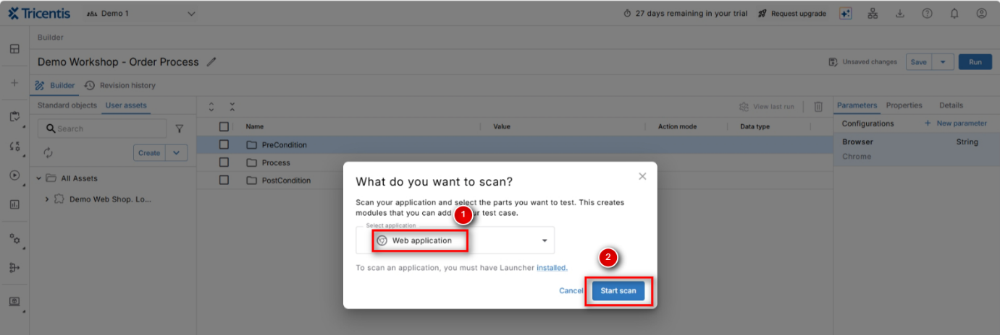 Tricentis
Demo 1
27 days remaining in your trial
Request upgrade
Builder
Demo Workshop - Order Process
Unsaved changes
Save
Run
Builder
Revision history
Standard objects
User assets
View last run
Parameters
Properties
Details
Search
Name
Value
Action mode
Data type
Configurations
+ New parameter
PreCondition
Browser
String
Chrome
Create
Process
PostCondition
All Assets
Demo Web Shop. Lo...
What do you want to scan?
Scan your application and select the parts you want to test. This creates
modules that you can add ur test case.
1
Select application
Web application
2
To scan an application, you must have Launcher installed.
Cancel
Start scan